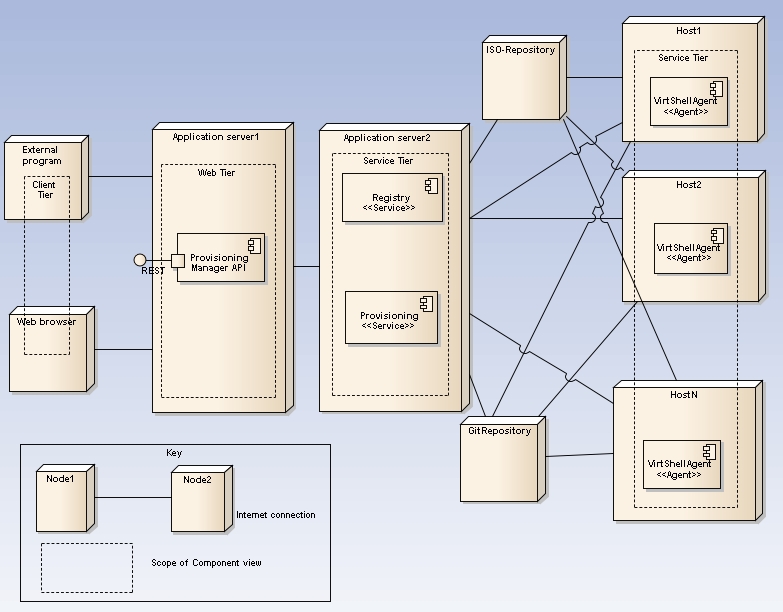 External
program
Client
Tier
Web browser
Application server1
Web Tier
Provisioning
Manager API
REST
Application server2
Service Tier
Registry
<<Service>>
Provisioning
<<Service>>
ISO-Repository
GitRepository
Host1
Service Tier
VirtShellAgent
<<Agent>>
Host2
VirtShellAgent
<<Agent>>
HostN
VirtShellAgent
<<Agent>>
Key
Node1
Node2
Internet connection
Scope of Component view